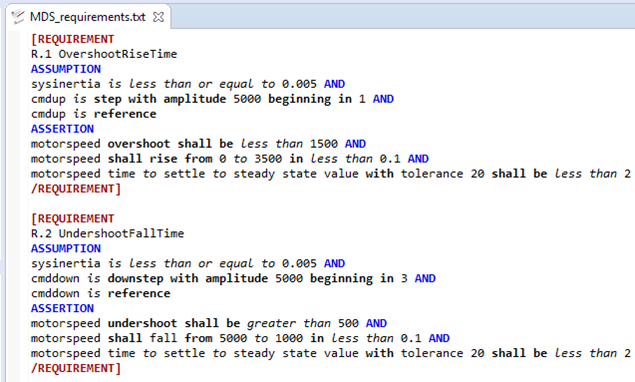 MDS_requirements.txt
[REQUIREMENT
R.1 OvershootRiseTime
ASSUMPTION
sysinertia is less than or equal to 0.005 AND
cmdup is step with amplitude 5000 beginning in 1 AND
cmdup is reference
ASSERTION
motorspeed overshoot shall be less than 1500 AND
motorspeed shall rise from 0 to 3500 in less than 0.1 AND
motorspeed time to settle to steady state value with tolerance 20 shall be less than 2
/REQUIREMENT]
[REQUIREMENT
R.2 UndershootFallTime
ASSUMPTION
sysinertia is less than or equal to 0.005 AND
cmddown is downstep with amplitude 5000 beginning in 3 AND
cmddown is reference
ASSERTION
motorspeed undershoot shall be greater than 500 AND
motorspeed shall fall from 5000 to 1000 in less than 0.1 AND
motorspeed time to settle to steady state value with tolerance 20 shall be less than 2
/REQUIREMENT]